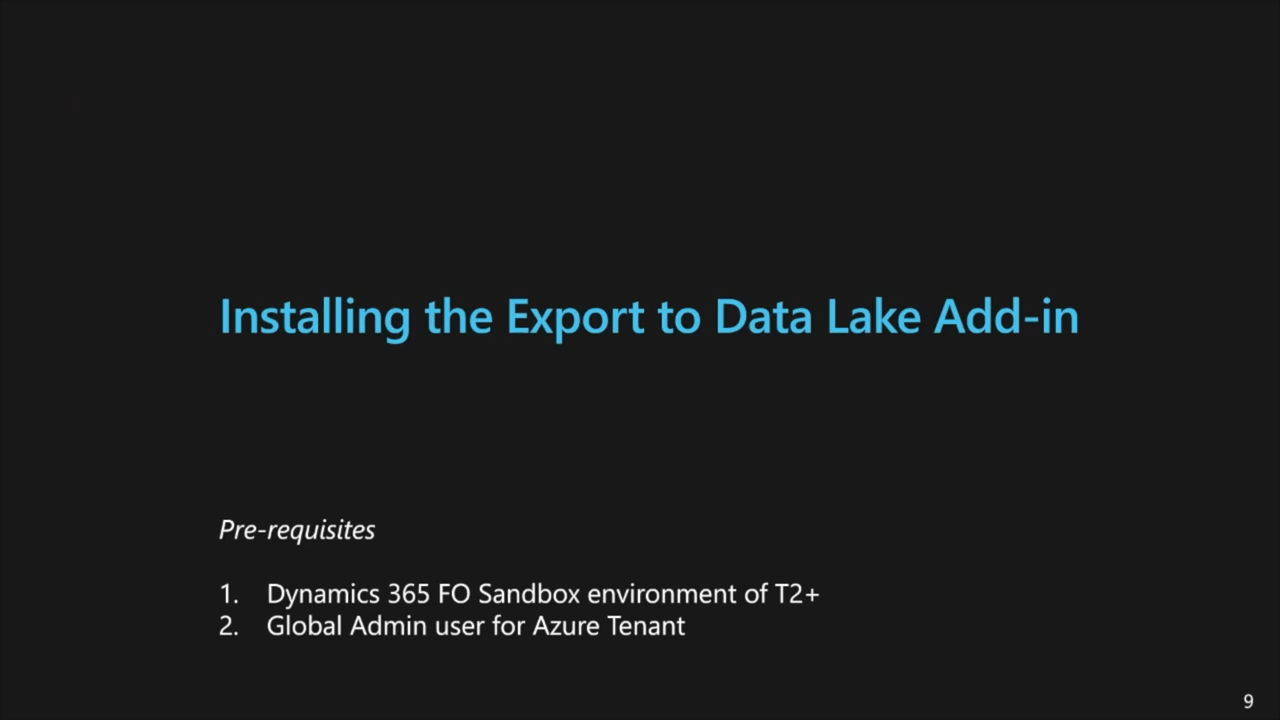 Installing the Export to Data Lake Add-in
Pre-requisites
1. Dynamics 365 FO Sandbox environment of T2+
2. Global Admin user for Azure Tenant
9